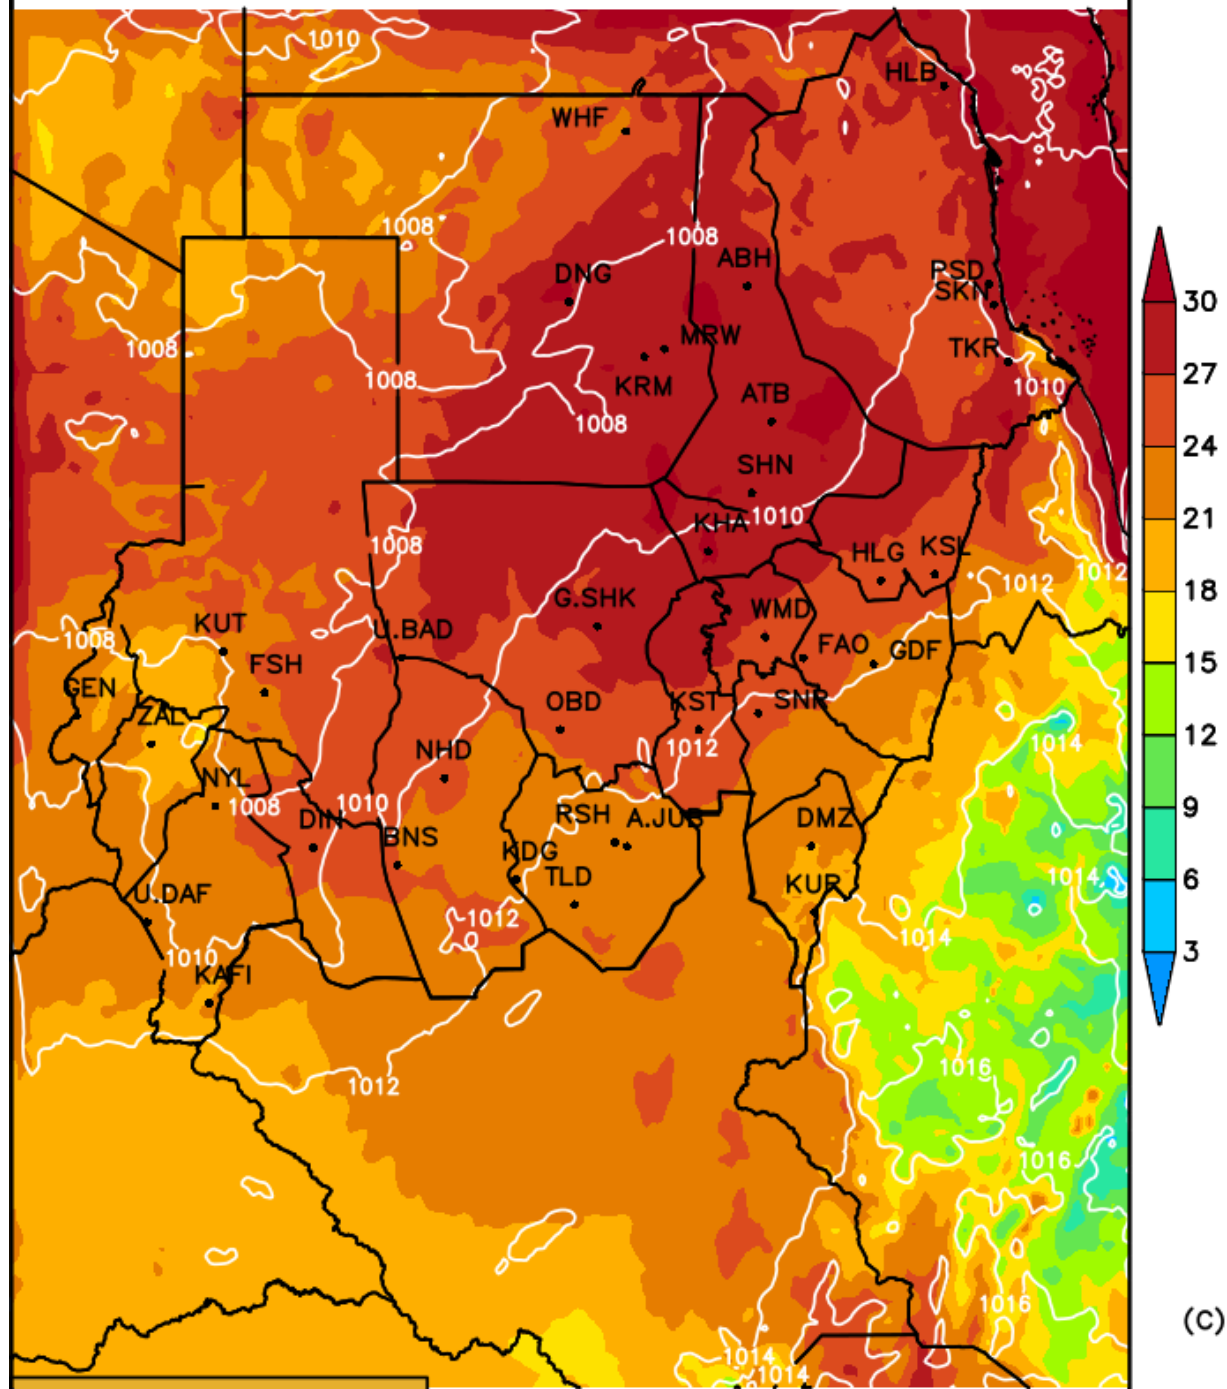 1010
HLB
WHF
1008
1008
ABH
DNG
PSD
SKN
30
MRW
TKR
1008
27
1008
KRM
1010
ATB
1008
24
SHN
1010
KHA
21
1008
HLG
KSL
1012
1012
G.SHK
18
WMD
KUT
1008
U.BAD
FAO
GDF
15
FSH
GEN
OBD
KST
SNR
ZAL
12
1012
1014
NHD
NYL
1008
1010
9
RSH
A.JUB
DMZ
DIN
BNS
KDG
TLD
1014
KUR
6
U.DAF
1012
1014
3
1010
KAFI
1016
1012
1016
1016
(C)
1014
1014